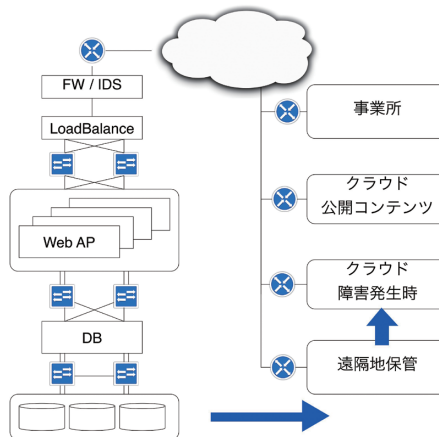 FW / IDS
LoadBalance
Web AP
DB
事業所
クラウド
公開コンテンツ
クラウド
障害発生時
遠隔地保管